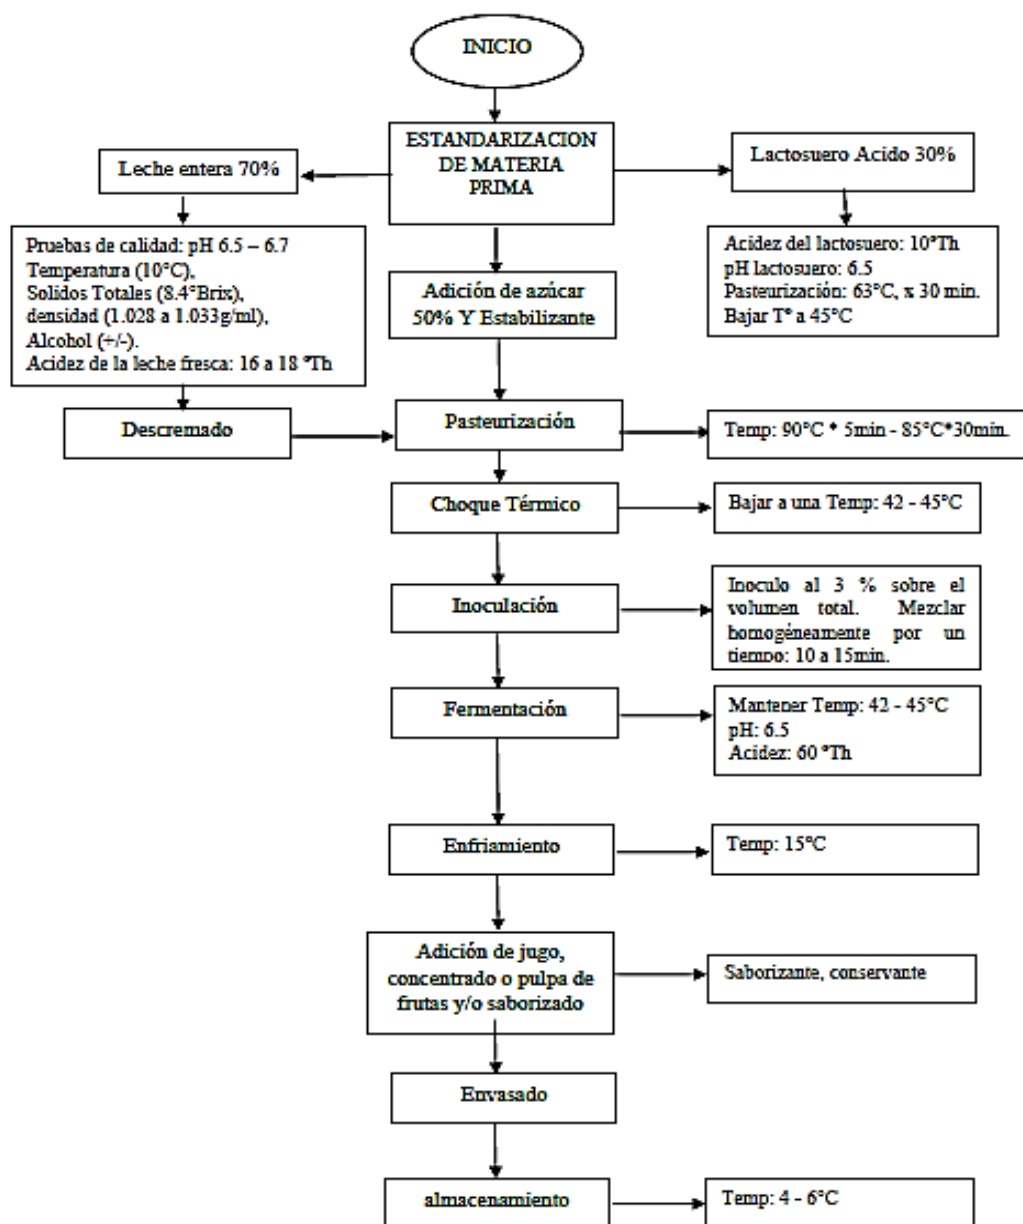 INICIO
ESTANDARIZACION
DE MATERIA
PRIMA
Leche entera 70%
Lactosuero Acido 30%
Pruebas de calidad: pH 6.5 – 6.7
Temperatura (10°C),
Solidos Totales (8.4°Brix),
densidad (1.028 a 1.033g/ml),
Alcohol (+/-).
Acidez de la leche fresca: 16 a 18 °Th
Acidez del lactosuero: 10°Th
pH lactosuero: 6.5
Pasteurización: 63°C, x 30 min.
Bajar T° a 45°C
Adición de azúcar
50% Y Estabilizante
Descremado
Pasteurización
Temp: 90°C * 5min - 85°C*30min.
Choque Térmico
Bajar a una Temp: 42 - 45°C
Inoculación
Inoculo al 3 % sobre el
volumen total. Mezclar
homogéneamente por un
tiempo: 10 a 15min.
Fermentación
Mantener Temp: 42 - 45°C
pH: 6.5
Acidez: 60 °Th
Enfriamiento
Temp: 15°C
Adición de jugo,
concentrado o pulpa de
frutas y/o saborizado
Saborizante, conservante
Envasado
almacenamiento
Temp: 4 - 6°C